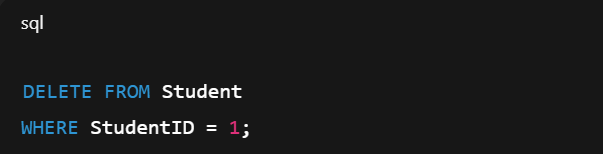 sql
DELETE FROM Student
WHERE StudentID = 1;